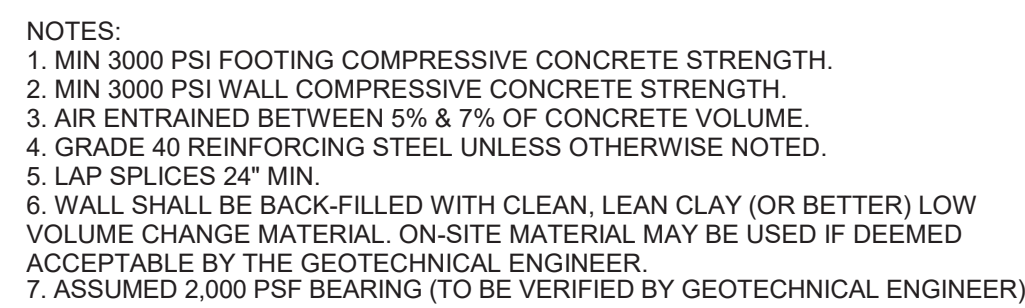 NOTES:
1. MIN 3000 PSI FOOTING COMPRESSIVE CONCRETE STRENGTH.
2. MIN 3000 PSI WALL COMPRESSIVE CONCRETE STRENGTH.
3. AIR ENTRAINED BETWEEN 5% & 7% OF CONCRETE VOLUME.
4. GRADE 40 REINFORCING STEEL UNLESS OTHERWISE NOTED.
5. LAP SPLICES 24" MIN.
6. WALL SHALL BE BACK-FILLED WITH CLEAN, LEAN CLAY (OR BETTER) LOW
VOLUME CHANGE MATERIAL. ON-SITE MATERIAL MAY BE USED IF DEEMED
ACCEPTABLE BY THE GEOTECHNICAL ENGINEER.
7. ASSUMED 2,000 PSF BEARING (TO BE VERIFIED BY GEOTECHNICAL ENGINEER)